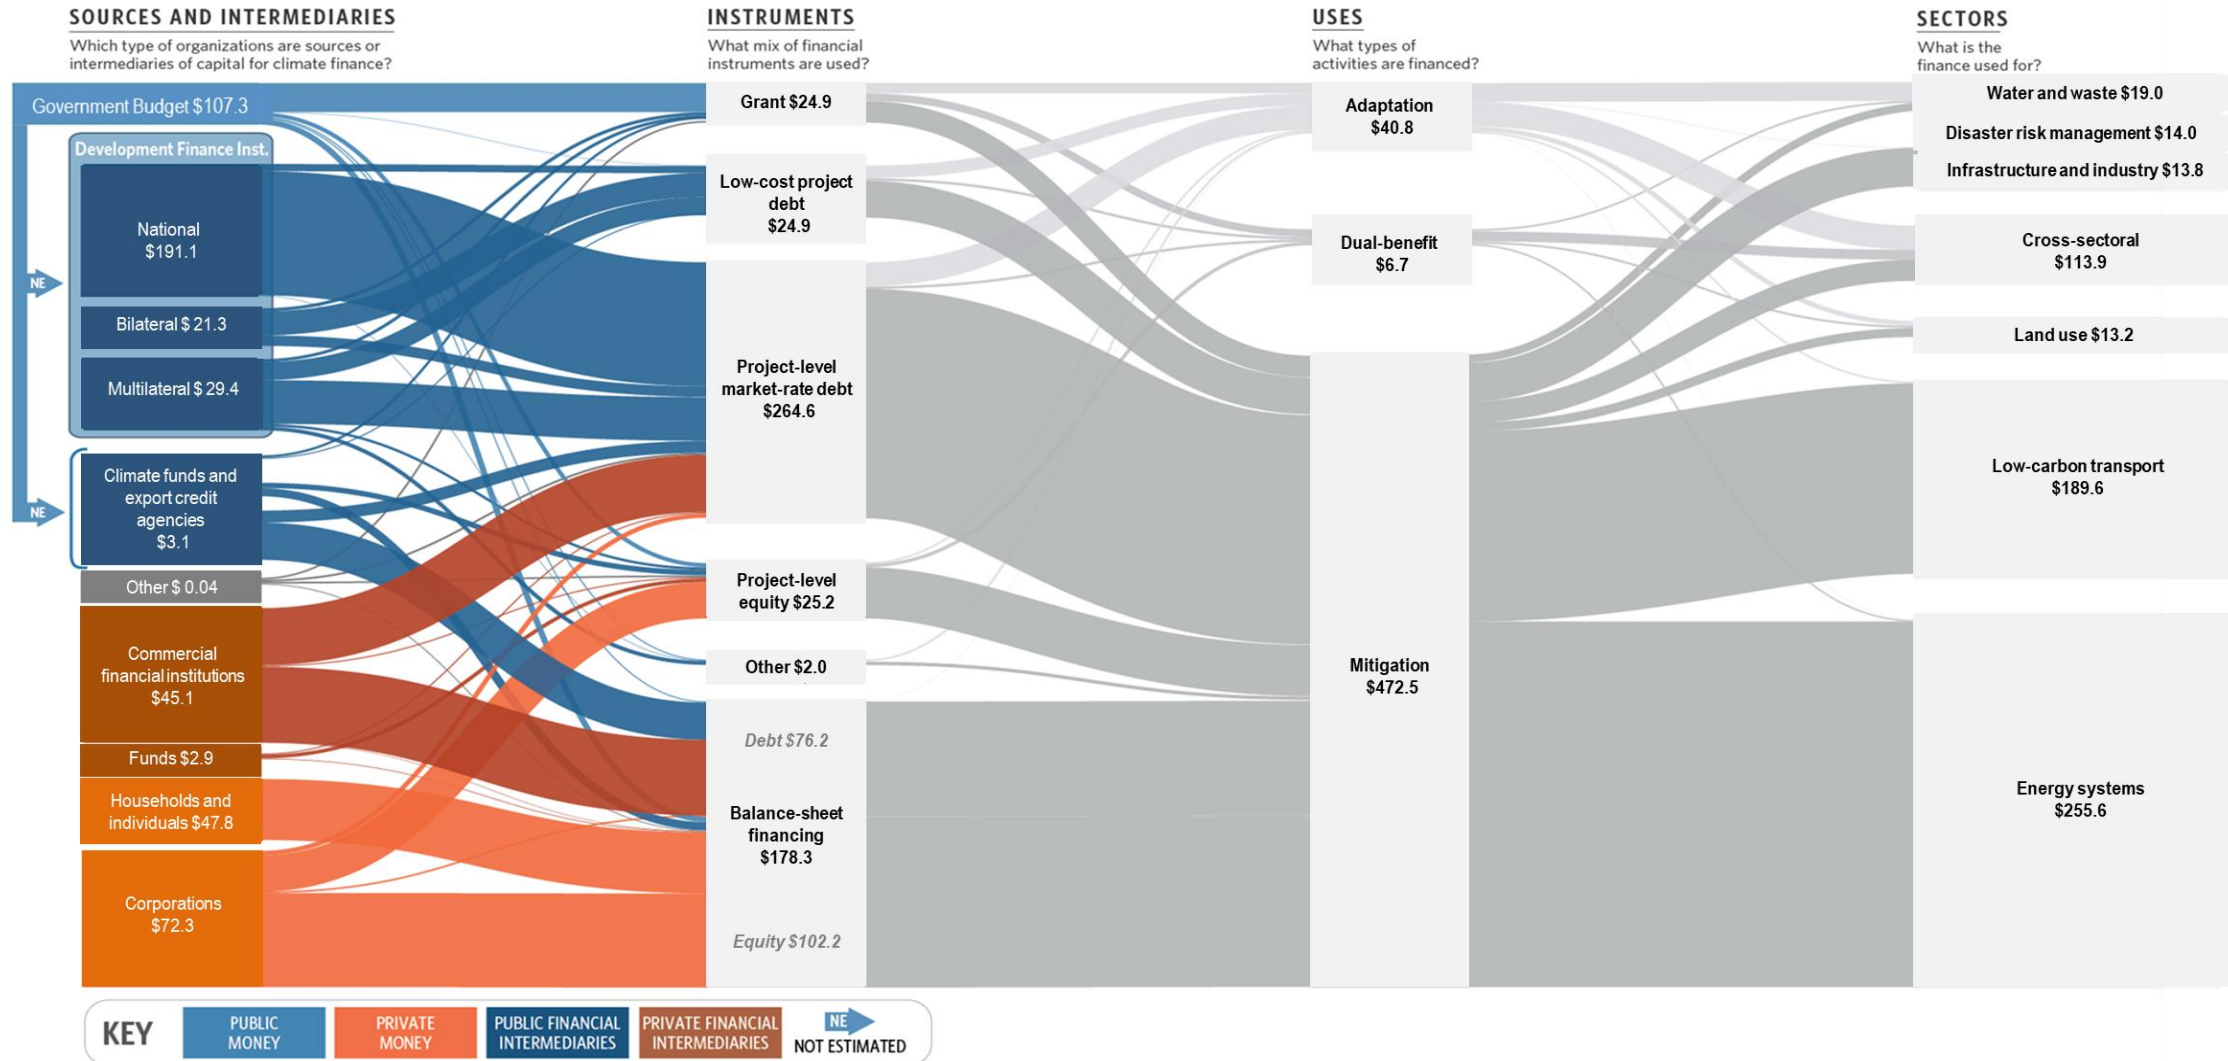 SOURCES AND INTERMEDIARIES
Which type of organizations are sources or
intermediaries of capital for climate finance?
Government Budget $107.3
Development Finance Inst.
National
$191.1
NE
Bilateral $ 21.3
Multilateral $ 29.4
Climate funds and
export credit
agencies
$3.1
NE
Other $ 0.04
Commercial
financial institutions
$45.1
Funds $2.9
Households and
individuals $47.8
Corporations
$72.3
INSTRUMENTS
What mix of financial
instruments are used?
Grant $24.9
Low-cost project
debt
$24.9
Project-level
market-rate debt
$264.6
Project-level
equity $25.2
Other $2.0
Debt $76.2
Balance-sheet
financing
$178.3
Equity $102.2
USES
What types of
activities are financed?
Adaptation
$40.8
Dual-benefit
$6.7
Mitigation
$472.5
SECTORS
What is the
finance used for?
Water and waste $19.0
Disaster risk management $14.0
Infrastructure and industry $13.8
Cross-sectoral
$113.9
Land use $13.2
Low-carbon transport
$189.6
Energy systems
$255.6
KEY
PUBLIC
MONEY
PRIVATE
MONEY
PUBLIC FINANCIAL
INTERMEDIARIES
PRIVATE FINANCIAL
INTERMEDIARIES
NE
NOT ESTIMATED